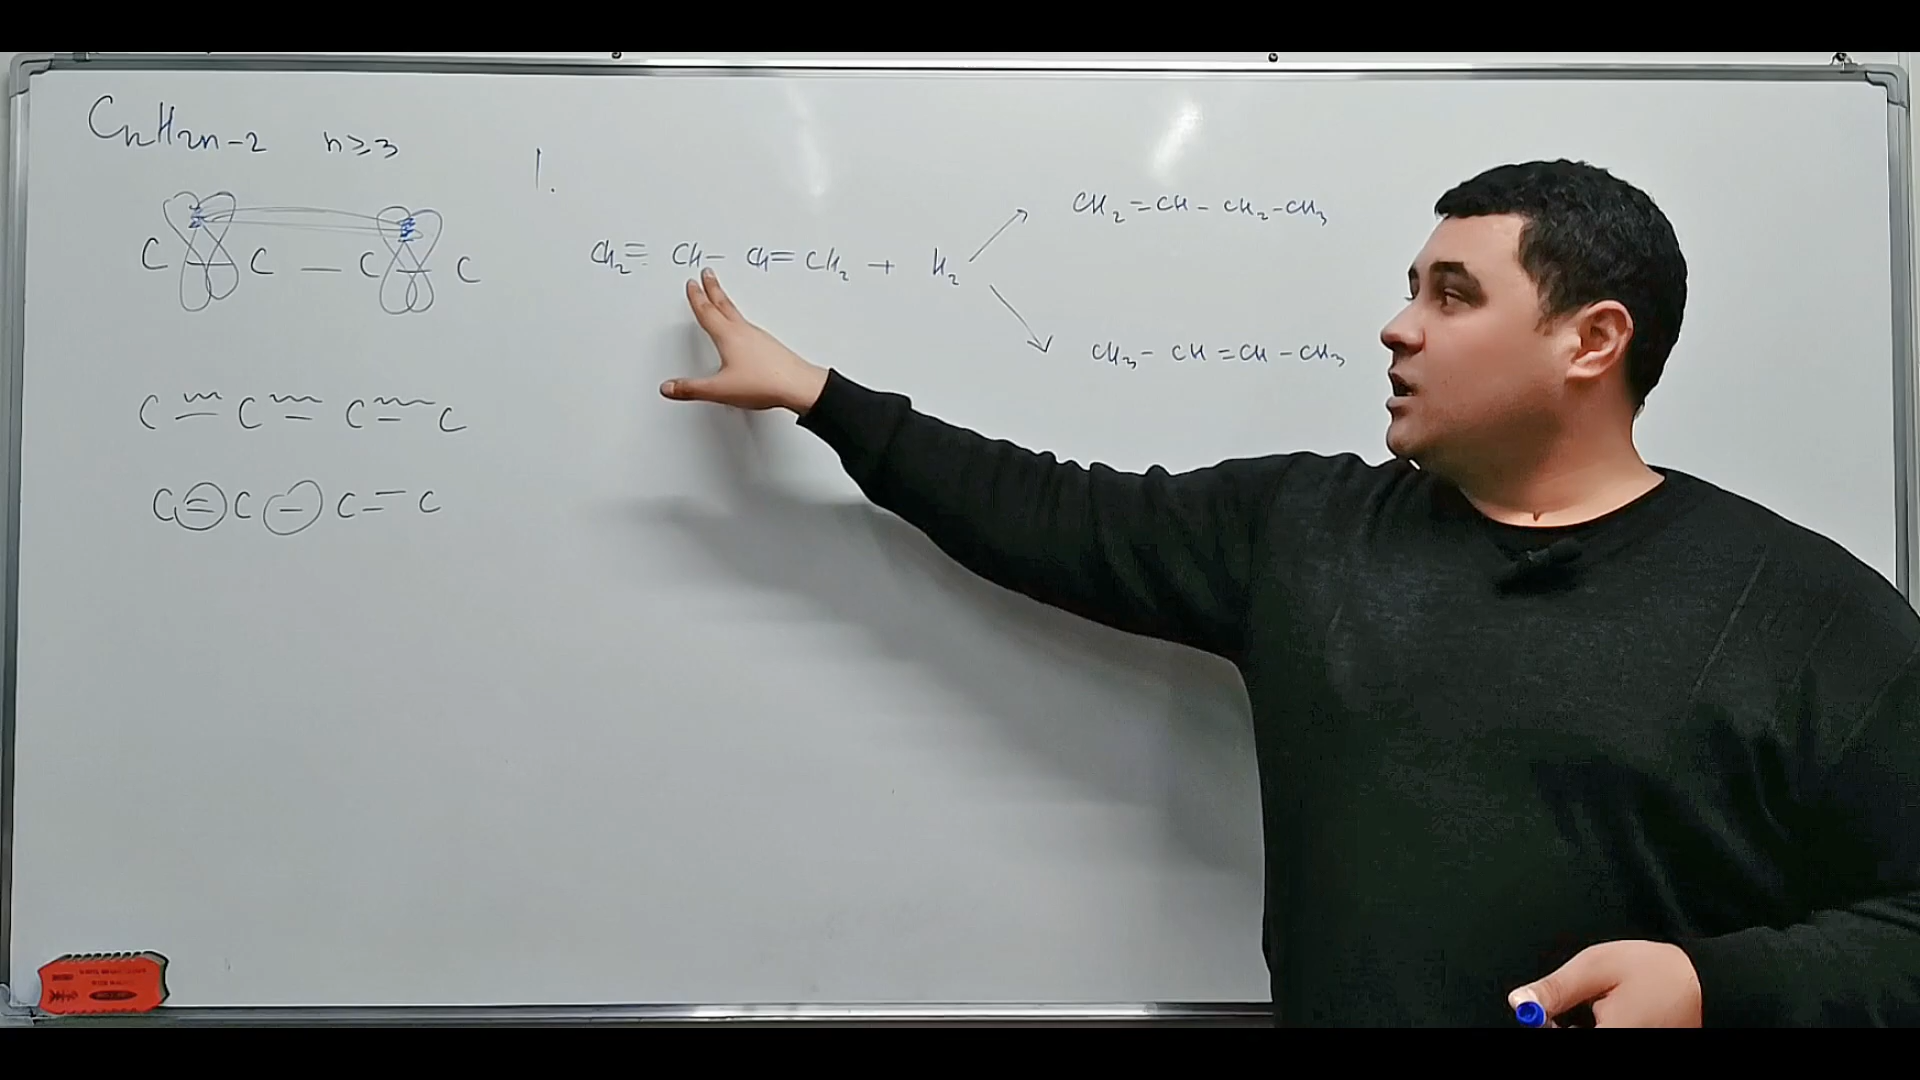 CnH2n-2 n≥3
C - C — C - C
C = C = C = C
C = C - C = C
1.
CH2 = CH - CH = CH2 + H2
CH2 = CH - CH2 - CH3
CH3 - CH = CH - CH3